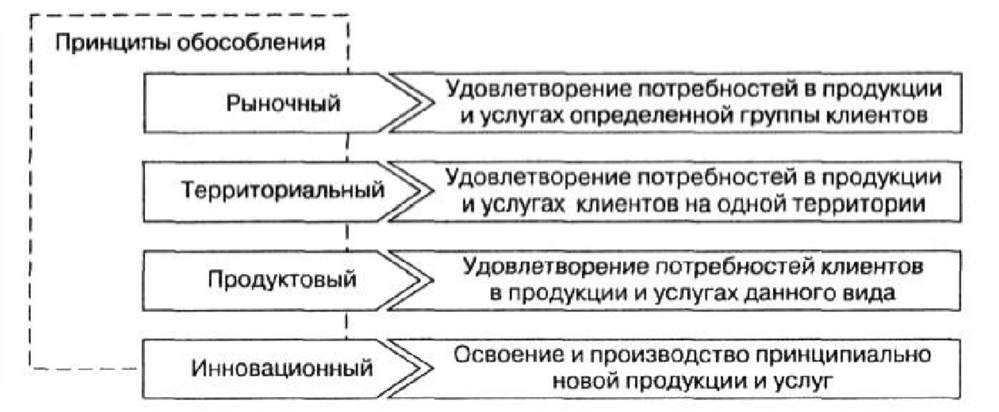 Принципы обособления
Рыночный
Удовлетворение потребностей в продукции
и услугах определенной группы клиентов
Территориальный
Удовлетворение потребностей в продукции
и услугах клиентов на одной территории
Продуктовый
Удовлетворение потребностей клиентов
в продукции и услугах данного вида
Инновационный
Освоение и производство принципиально
новой продукции и услуг